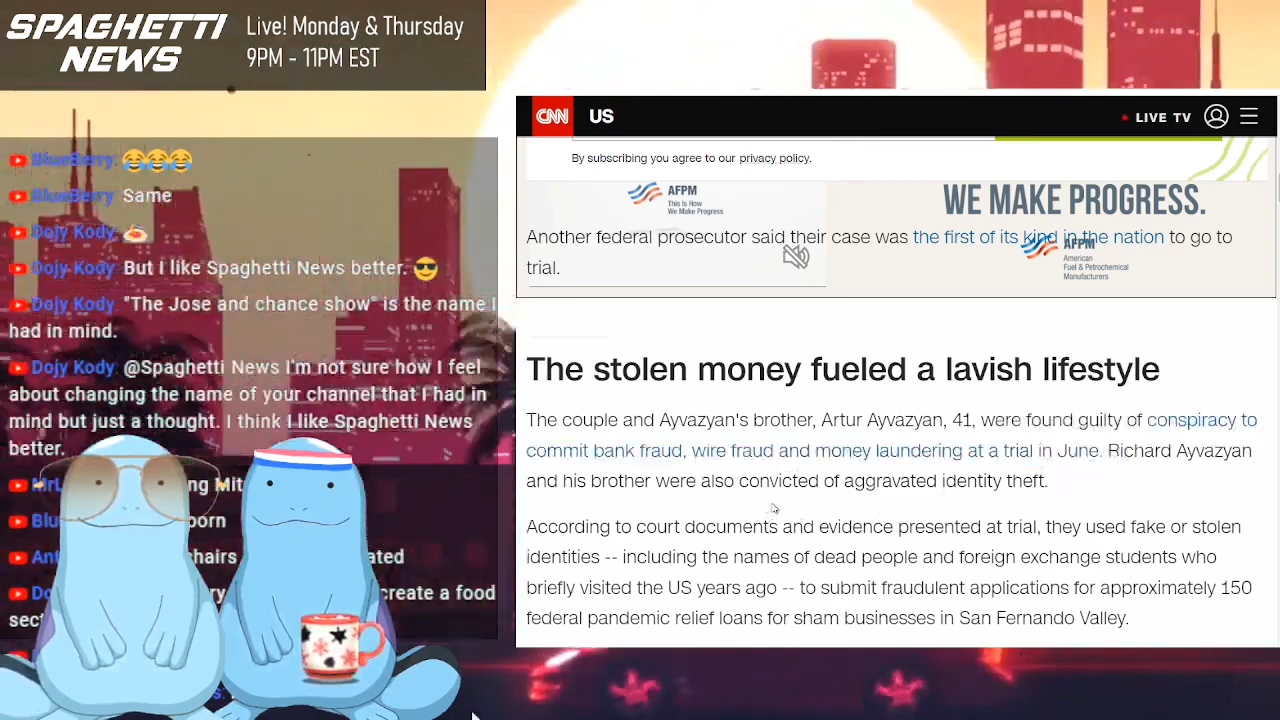 SPAGHETTI
NEWS
Live! Monday & Thursday
9PM - 11PM EST
BlueBerry 😂😂😂
BlueBerry Same
Dojy Kody 🍝
Dojy Kody But I like Spaghetti News better. 😎
Dojy Kody "The Jose and chance show" is the name I
had in mind.
Dojy Kody @Spaghetti News I'm not sure how I feel
about changing the name of your channel that I had in
mind but just a thought. I think I like Spaghetti News
better.
CNN US
LIVE TV
By subscribing you agree to our privacy policy.
AFPM
This Is How
We Make Progress
WE MAKE PROGRESS.
AFPM
American
Fuel & Petrochemical
Manufacturers
Another federal prosecutor said their case was the first of its kind in the nation to go to
trial.
The stolen money fueled a lavish lifestyle
The couple and Ayvazyan's brother, Artur Ayvazyan, 41, were found guilty of conspiracy to
commit bank fraud, wire fraud and money laundering at a trial in June. Richard Ayvazyan
and his brother were also convicted of aggravated identity theft.
According to court documents and evidence presented at trial, they used fake or stolen
identities -- including the names of dead people and foreign exchange students who
briefly visited the US years ago -- to submit fraudulent applications for approximately 150
federal pandemic relief loans for sham businesses in San Fernando Valley.